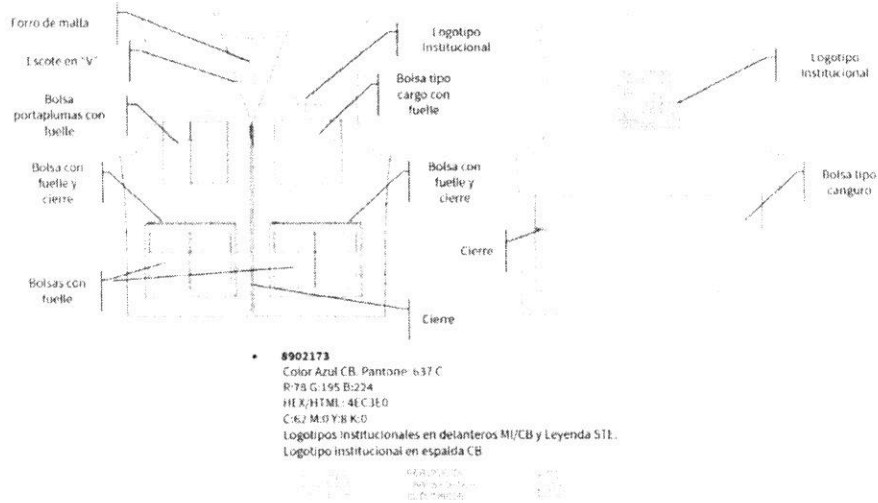 Forro de malla
Escote en "V"
Bolsa
portaplumas con
fuelle
Bolsa con
fuelle y
cierre
Bolsas con
fuelle
Logotipo
Institucional
Bolsa tipo
cargo con
fuelle
Bolsa con
fuelle y
cierre
Cierre
Logotipo
Institucional
Bolsa tipo
canguro
Cierre
• 8902173
Color Azul CB. Pantone: 637 C
R:78 G:195 B:224
HEX/HTML: 4EC3E0
C:62 M:0 Y:8 K:0
Logotipos Institucionales en delanteros MI/CB y Leyenda STE.
Logotipo institucional en espalda CB